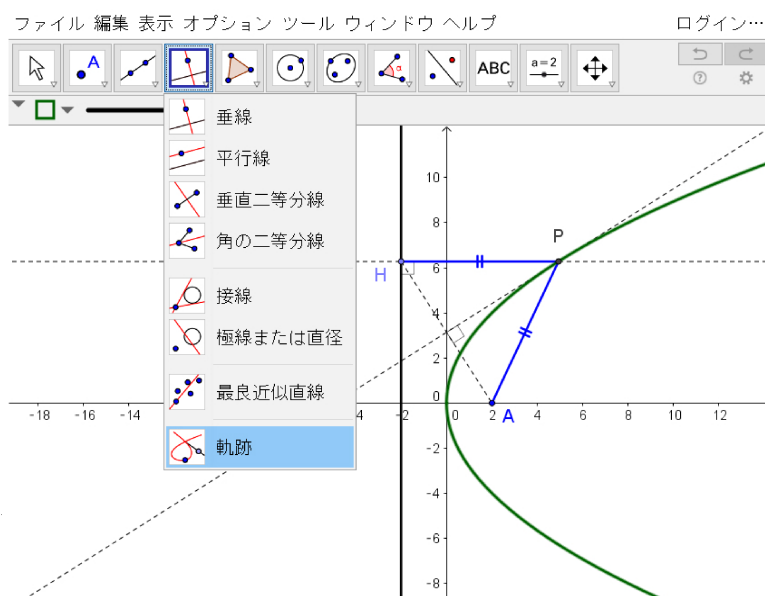 ファイル 編集 表示 オプション ツール ウィンドウ ヘルプ ログイン…
A ABC a=2 α
垂線
平行線
垂直二等分線
角の二等分線
接線
極線または直径
最良近似直線
軌跡
10
8
P
6
H
4
2
0
-18 -16 -14 4 -2 0 2 A 4 6 8 10 12
-2
-4
-6
-8